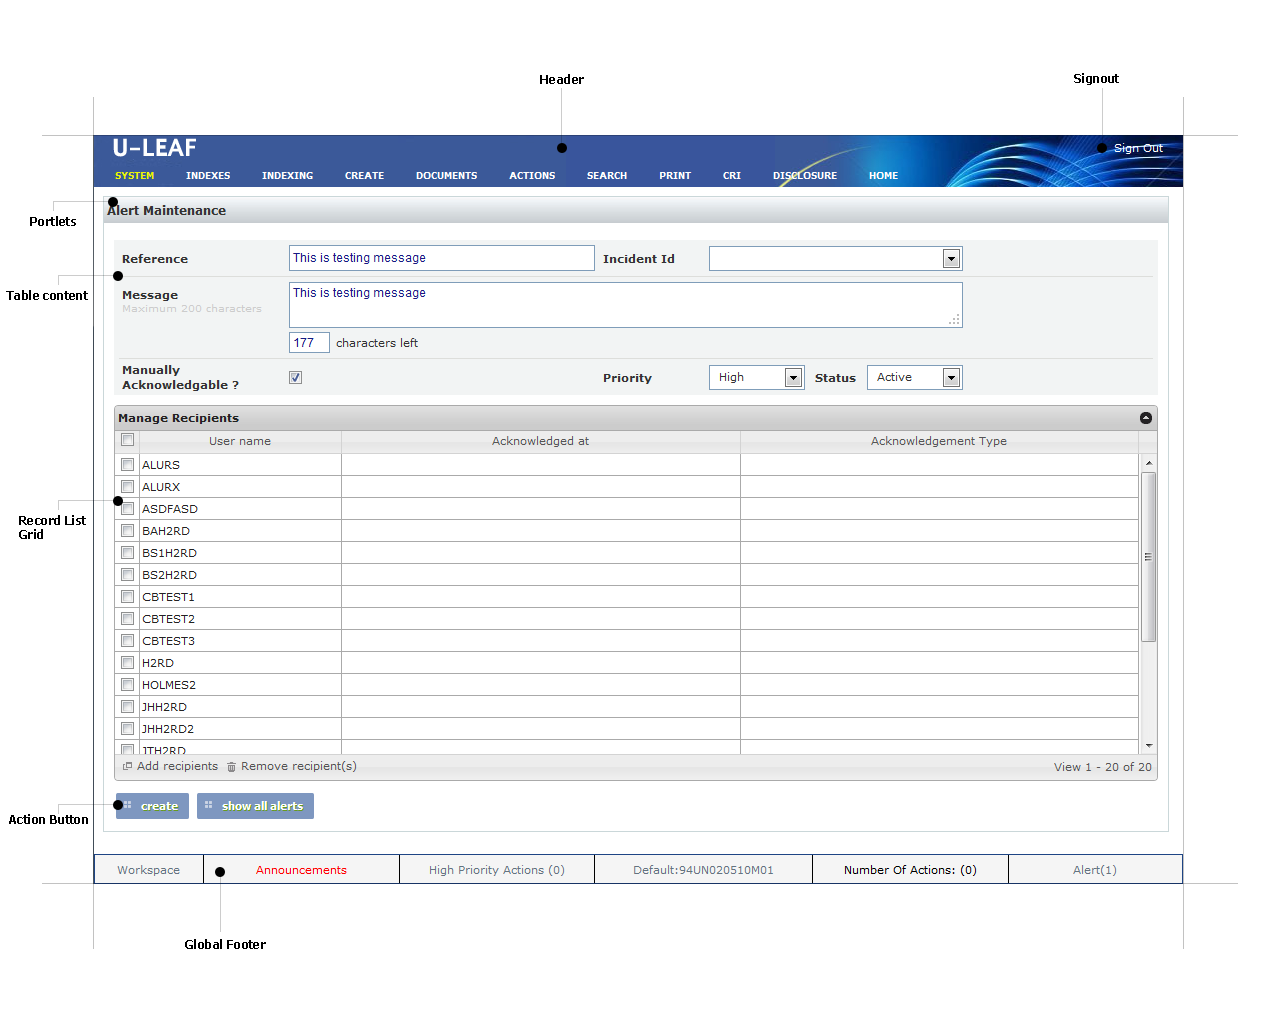 Header
Signout
U-LEAF
Sign Out
SYSTEM INDEXES INDEXING CREATE DOCUMENTS ACTIONS SEARCH PRINT CRI DISCLOSURE HOME
Portlets
Alert Maintenance
Reference This is testing message Incident Id
Table content
Message This is testing message
Maximum 200 characters
177 characters left
Manually
Acknowledgable ? Priority High Status Active
Manage Recipients
User name Acknowledged at Acknowledgement Type
ALURS
ALURX
ASDFASD
Record List
Grid
BAH2RD
BS1H2RD
BS2H2RD
CBTEST1
CBTEST2
CBTEST3
H2RD
HOLMES2
JHH2RD
JHH2RD2
JTH2RD
Add recipients Remove recipient(s) View 1 - 20 of 20
Action Button
create show all alerts
Workspace Announcements High Priority Actions (0) Default:94UN020510M01 Number Of Actions: (0) Alert(1)
Global Footer